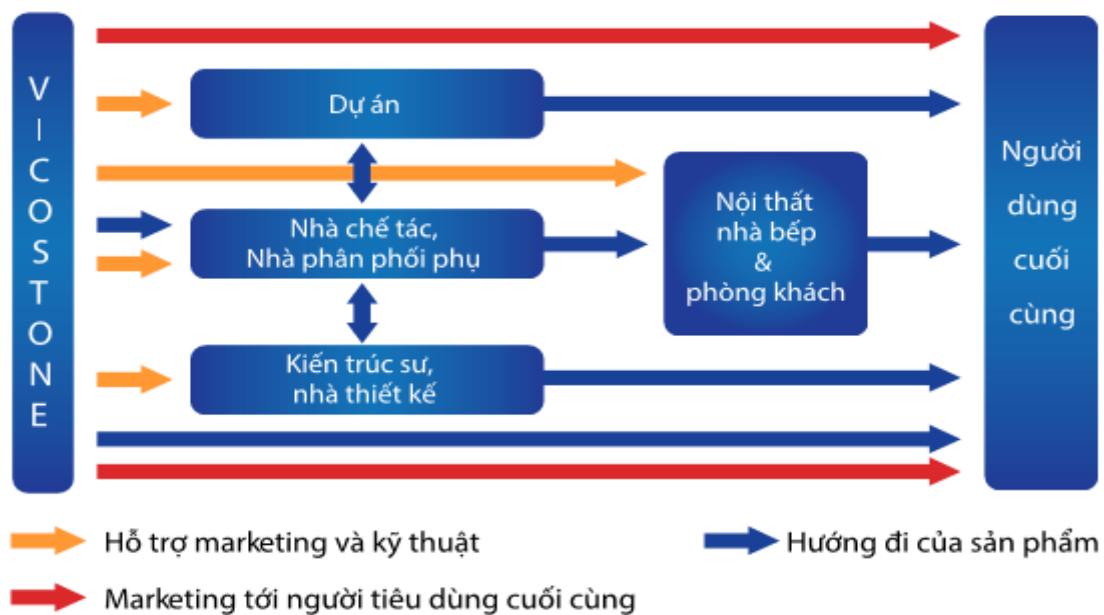 VICOSTONE
Dự án
Nhà chế tác,
Nhà phân phối phụ
Kiến trúc sư,
nhà thiết kế
Nội thất
nhà bếp
&
phòng khách
Người
dùng
cuối
cùng
Hỗ trợ marketing và kỹ thuật
Hướng đi của sản phẩm
Marketing tới người tiêu dùng cuối cùng